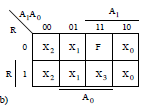 A₁A₀ A₁
R 00 01 11 10
0 X₂ X₁ F X₀
R 1 X₂ X₁ X₃ X₀
b) A₀